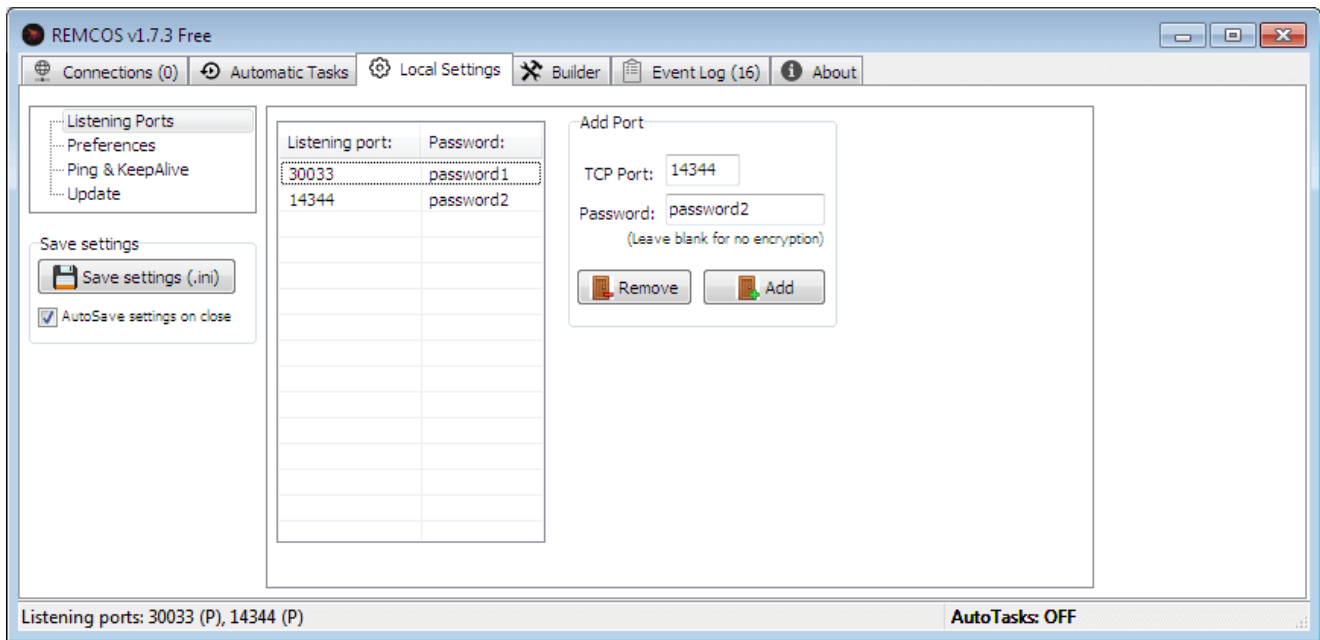 REMCOS v1.7.3 Free
Connections (0) Automatic Tasks Local Settings Builder Event Log (16) About
Listening Ports
Preferences
Ping & KeepAlive
Update
Save settings
Save settings (.ini)
AutoSave settings on close
Listening port: Password:
30033 password1
14344 password2
Add Port
TCP Port: 14344
Password: password2
(Leave blank for no encryption)
Remove Add
Listening ports: 30033 (P), 14344 (P) AutoTasks: OFF